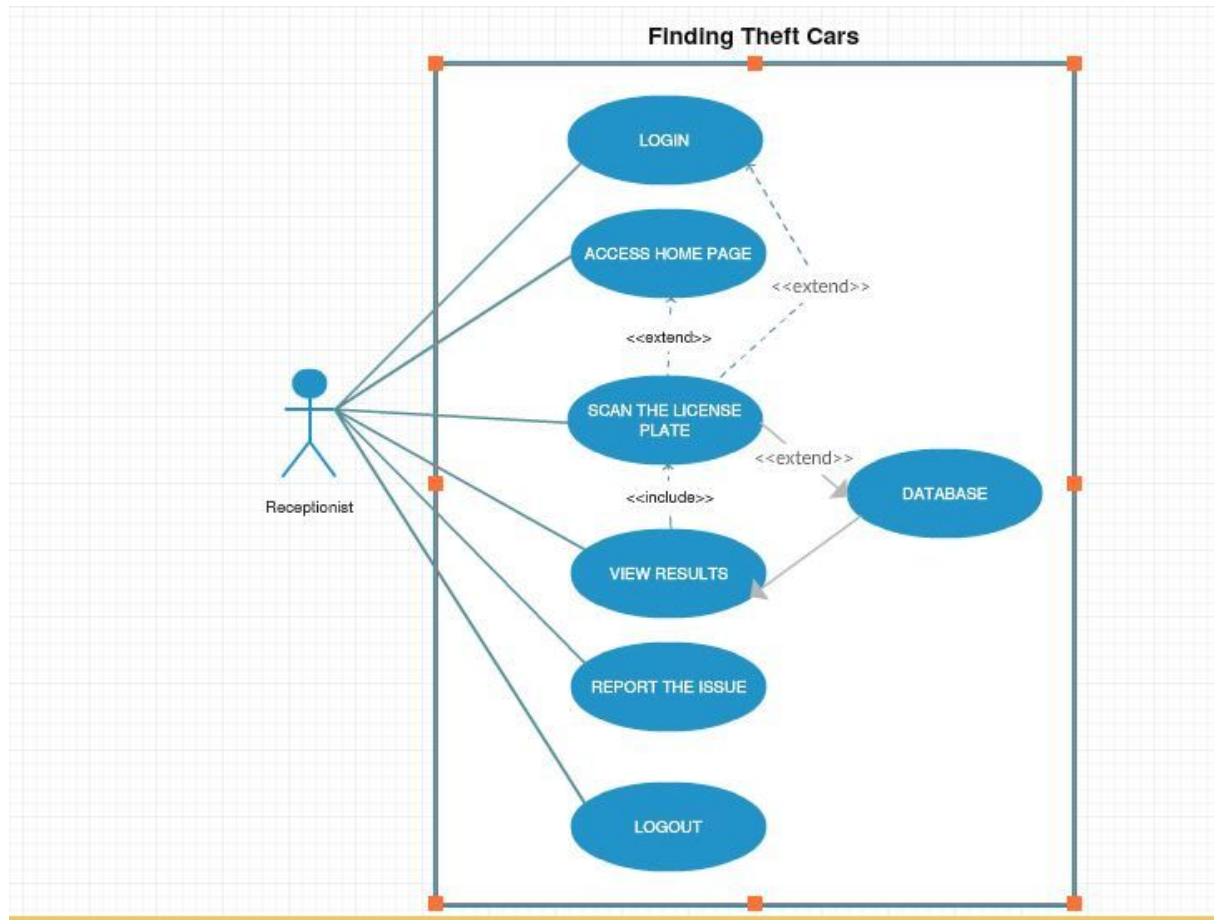 Finding Theft Cars
LOGIN
ACCESS HOME PAGE
<<extend>>
<<extend>>
SCAN THE LICENSE
PLATE
<<extend>>
DATABASE
<<include>>
Receptionist
VIEW RESULTS
REPORT THE ISSUE
LOGOUT